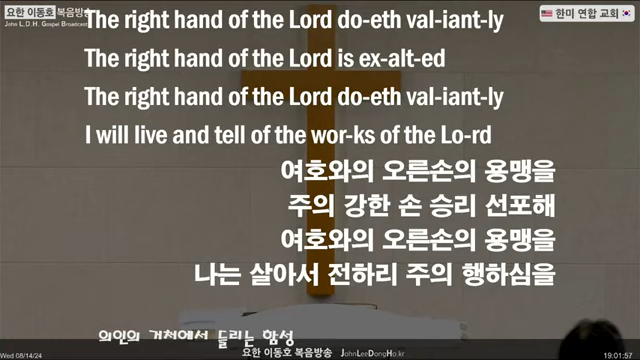 요한 이동호 복음방송
John L.D.H. Gospel Broadcast
한미 연합 교회
The right hand of the Lord do-eth val-iant-ly
The right hand of the Lord is ex-alt-ed
The right hand of the Lord do-eth val-iant-ly
I will live and tell of the wor-ks of the Lo-rd
여호와의 오른손의 용맹을
주의 강한 손 승리 선포해
여호와의 오른손의 용맹을
나는 살아서 전하리 주의 행하심을
의인의 거처에서 들리는 함성
요한 이동호 복음방송 JohnLeeDongHo.kr
Wed 08/14/24
19:01:57